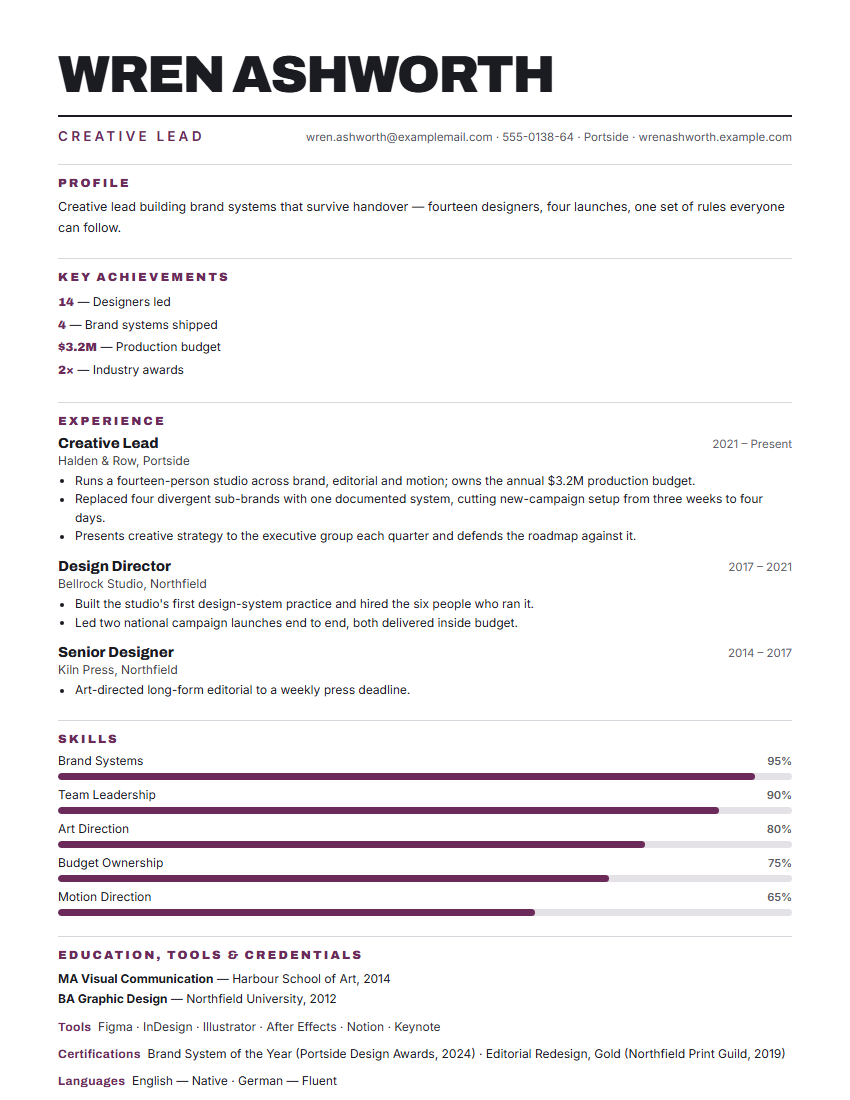 WREN ASHWORTH
CREATIVE LEAD
wren.ashworth@examplemail.com · 555-0138-64 · Portside · wrenashworth.example.com
PROFILE
Creative lead building brand systems that survive handover — fourteen designers, four launches, one set of rules everyone
can follow.
KEY ACHIEVEMENTS
14 — Designers led
4 — Brand systems shipped
$3.2M — Production budget
2× — Industry awards
EXPERIENCE
Creative Lead 2021 – Present
Halden & Row, Portside
• Runs a fourteen-person studio across brand, editorial and motion; owns the annual $3.2M production budget.
• Replaced four divergent sub-brands with one documented system, cutting new-campaign setup from three weeks to four
days.
• Presents creative strategy to the executive group each quarter and defends the roadmap against it.
Design Director 2017 – 2021
Bellrock Studio, Northfield
• Built the studio's first design-system practice and hired the six people who ran it.
• Led two national campaign launches end to end, both delivered inside budget.
Senior Designer 2014 – 2017
Kiln Press, Northfield
• Art-directed long-form editorial to a weekly press deadline.
SKILLS
Brand Systems 95%
Team Leadership 90%
Art Direction 80%
Budget Ownership 75%
Motion Direction 65%
EDUCATION, TOOLS & CREDENTIALS
MA Visual Communication — Harbour School of Art, 2014
BA Graphic Design — Northfield University, 2012
Tools Figma · InDesign · Illustrator · After Effects · Notion · Keynote
Certifications Brand System of the Year (Portside Design Awards, 2024) · Editorial Redesign, Gold (Northfield Print Guild, 2019)
Languages English — Native · German — Fluent